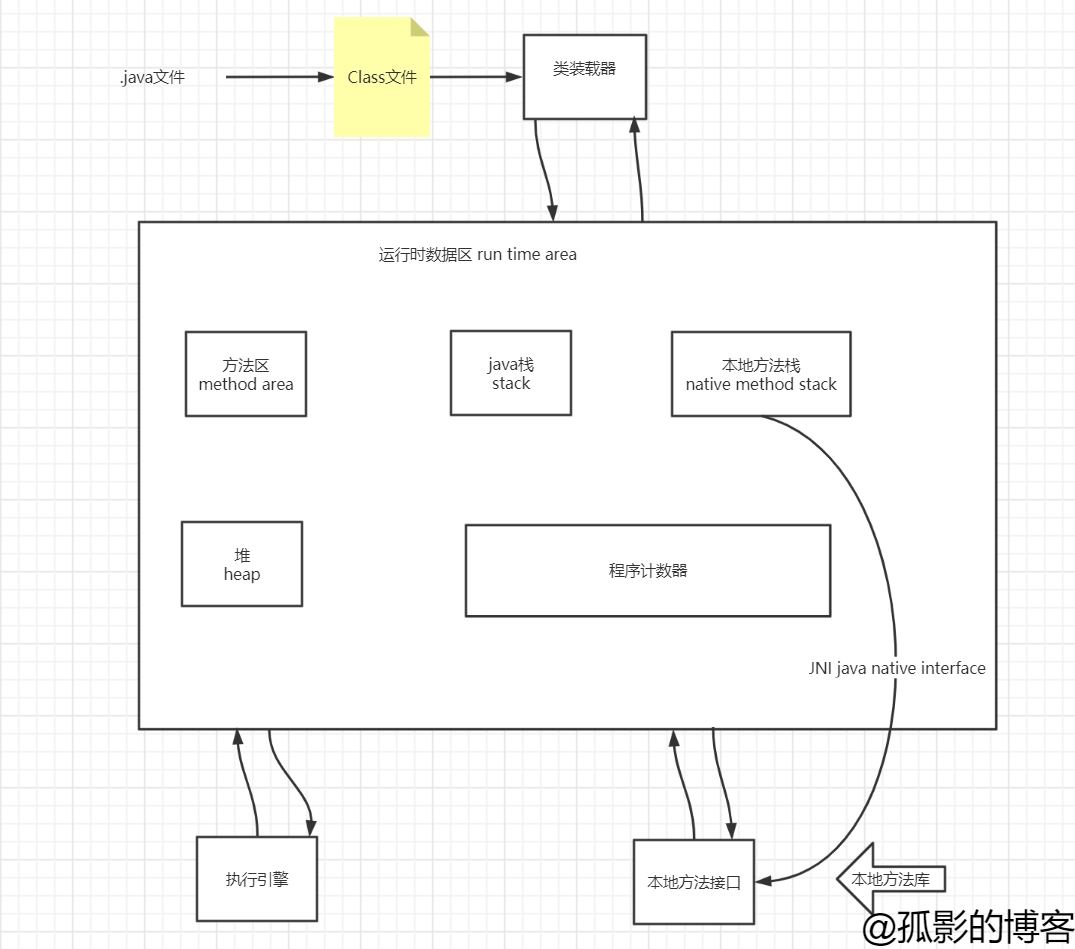 .java文件
Class文件
类装载器
运行时数据区 run time area
方法区
method area
java栈
stack
本地方法栈
native method stack
堆
heap
程序计数器
JNI java native interface
执行引擎
本地方法接口
本地方法库
@孤影的博客